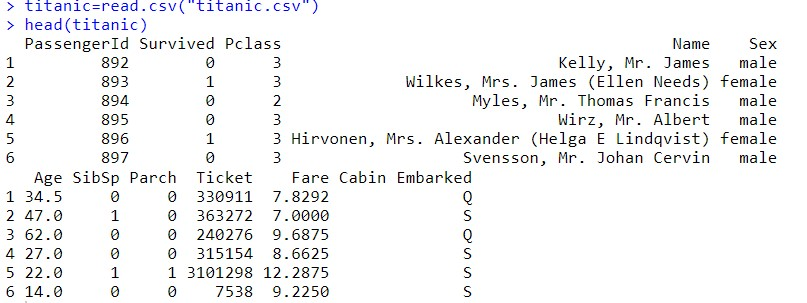 > titanic=read.csv("titanic.csv")
> head(titanic)
  PassengerId Survived Pclass                                         Name    Sex
1         892        0      3                             Kelly, Mr. James   male
2         893        1      3             Wilkes, Mrs. James (Ellen Needs) female
3         894        0      2                    Myles, Mr. Thomas Francis   male
4         895        0      3                             Wirz, Mr. Albert   male
5         896        1      3 Hirvonen, Mrs. Alexander (Helga E Lindqvist) female
6         897        0      3                   Svensson, Mr. Johan Cervin   male
   Age SibSp Parch  Ticket    Fare Cabin Embarked
1 34.5     0     0  330911  7.8292              Q
2 47.0     1     0  363272  7.0000              S
3 62.0     0     0  240276  9.6875              Q
4 27.0     0     0  315154  8.6625              S
5 22.0     1     1 3101298 12.2875              S
6 14.0     0     0    7538  9.2250              S